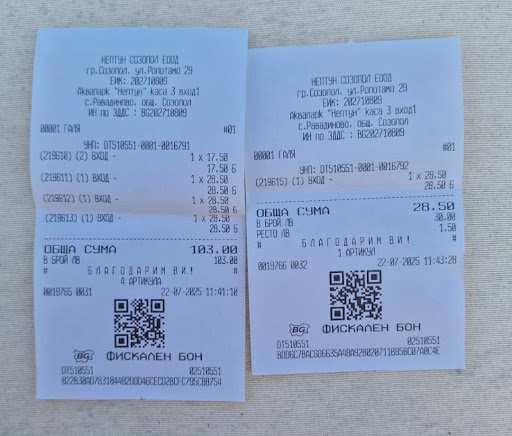 НЕПТУН СОЗОПОЛ ЕООД
гр.Созопол, ул.Ропотамо 29
ЕИК: 202710809
Аквапарк "Нептун" каса 3 вход1
с.Равадиново, общ. Созопол
ИН по ЗДДС : BG202710809
00001 ГАЛЯ #01
УНП: DT510551-0001-0016791
(219610) (2) ВХОД - 1 x 17.50
17.50 Б
(219611) (1) ВХОД - 1 x 28.50
28.50 Б
(219612) (1) ВХОД - 1 x 28.50
28.50 Б
(219613) (1) ВХОД - 1 x 28.50
28.50 Б
ОБЩА СУМА 103.00
В БРОЙ ЛВ 103.00
# БЛАГОДАРИМ ВИ! #
4 АРТИКУЛА
0019766 0031 22-07-2025 11:41:10
BG ФИСКАЛЕН БОН
DT510551 02510551
НЕПТУН СОЗОПОЛ ЕООД
гр.Созопол, ул.Ропотамо 29
ЕИК: 202710809
Аквапарк "Нептун" каса 3 вход1
с.Равадиново, общ. Созопол
ИН по ЗДДС : BG202710809
00001 ГАЛЯ #01
УНП: DT510551-0001-0016792
(219615) (1) ВХОД - 1 x 28.50
28.50 Б
ОБЩА СУМА 28.50
В БРОЙ ЛВ 30.00
РЕСТО ЛВ 1.50
# БЛАГОДАРИМ ВИ! #
1 АРТИКУЛ
0019766 0032 22-07-2025 11:43:28
BG ФИСКАЛЕН БОН
DT510551 02510551